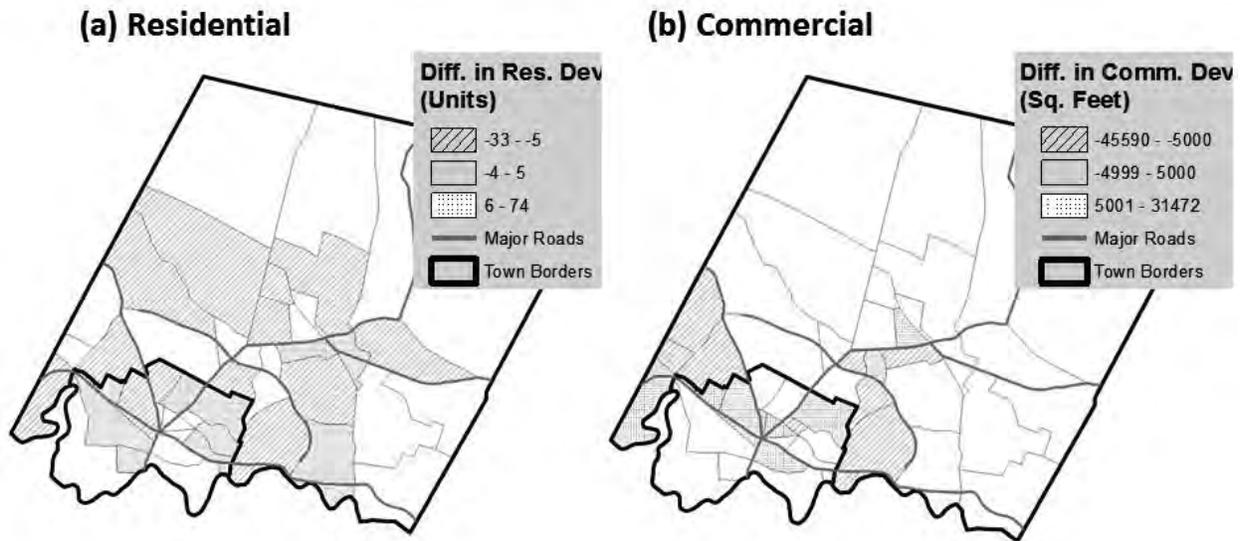 (a) Residential
Diff. in Res. Dev
(Units)
-33 - -5
-4 - 5
6 - 74
Major Roads
Town Borders
(b) Commercial
Diff. in Comm. Dev
(Sq. Feet)
-45590 - -5000
-4999 - 5000
5001 - 31472
Major Roads
Town Borders